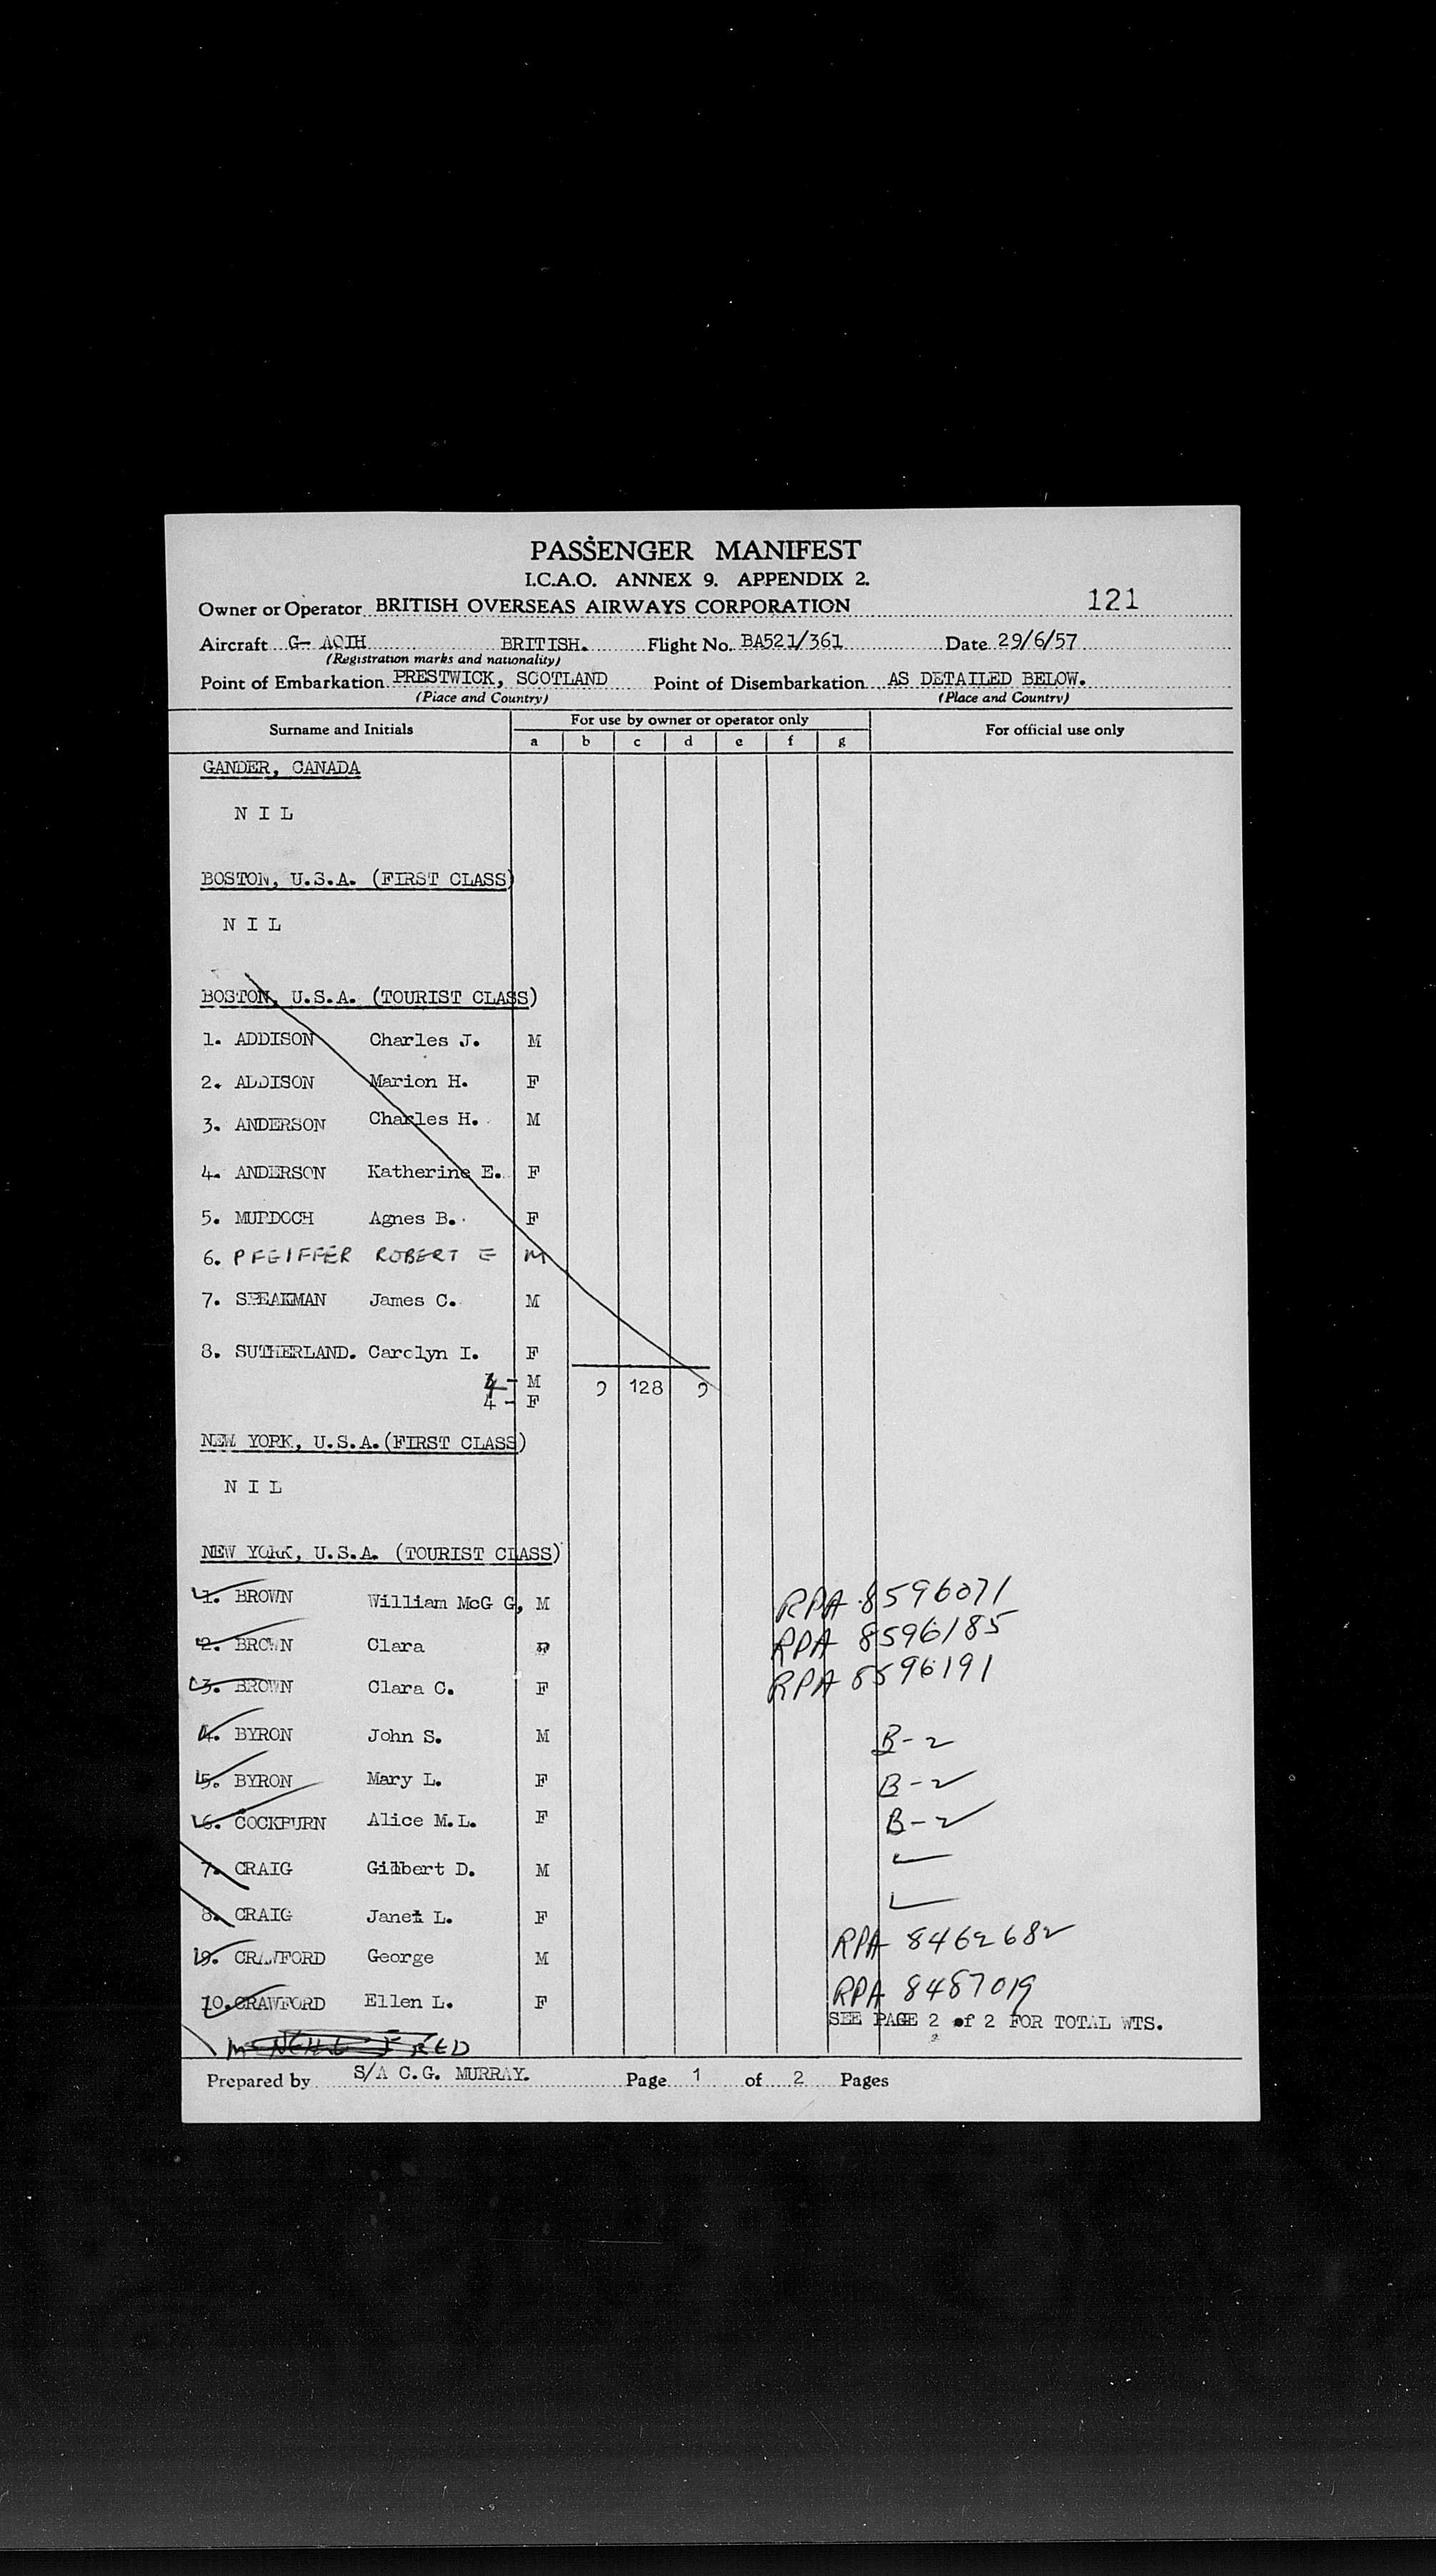 PASSENGER MANIFEST
I.C.A.O. ANNEX 9. APPENDIX 2.
121
Owner or Operator BRITISH OVERSEAS AIRWAYS CORPORATION
Aircraft G- AOIH BRITISH. Flight No. BA521/361 Date 29/6/57
(Registration marks and nationality)
Point of Embarkation PRESTWICK, SCOTLAND Point of Disembarkation AS DETAILED BELOW.
(Place and Country) (Place and Country)
Surname and Initials For use by owner or operator only For official use only
a b c d e f g
GANDER, CANADA
N I L
BOSTON, U.S.A. (FIRST CLASS)
N I L
BOSTON, U.S.A. (TOURIST CLASS)
1. ADDISON Charles J. M
2. ADDISON Marion H. F
3. ANDERSON Charles H. M
4. ANDERSON Katherine E. F
5. MURDOCH Agnes B. F
6. PFEIFFER ROBERT E M
7. SPEAKMAN James C. M
8. SUTHERLAND. Carolyn I. F
4 - M 9 128 9
4 - F
NEW YORK, U.S.A. (FIRST CLASS)
N I L
NEW YORK, U.S.A. (TOURIST CLASS)
1. BROWN William McG G, M RPA 8596071
2. BROWN Clara F RPA 8596185
3. BROWN Clara C. F RPA 8596191
4. BYRON John S. M B-2
5. BYRON Mary L. F B-2
6. COCKBURN Alice M.L. F B-2
7. CRAIG Gilbert D. M
8. CRAIG Janet L. F
9. CRAWFORD George M RPA 8462682
10. CRAWFORD Ellen L. F RPA 8487019
SEE PAGE 2 of 2 FOR TOTAL WTS.
FRED
Prepared by S/A C.G. MURRAY. Page 1 of 2 Pages